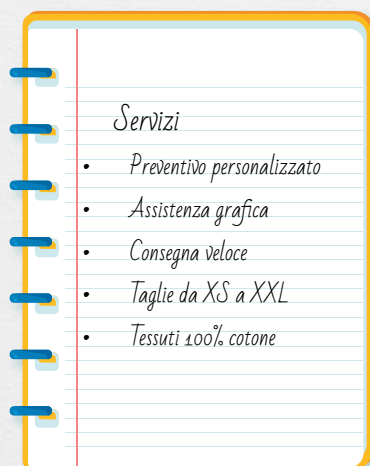 Servizi
• Preventivo personalizzato
• Assistenza grafica
• Consegna veloce
• Taglie da XS a XXL
• Tessuti 100% cotone